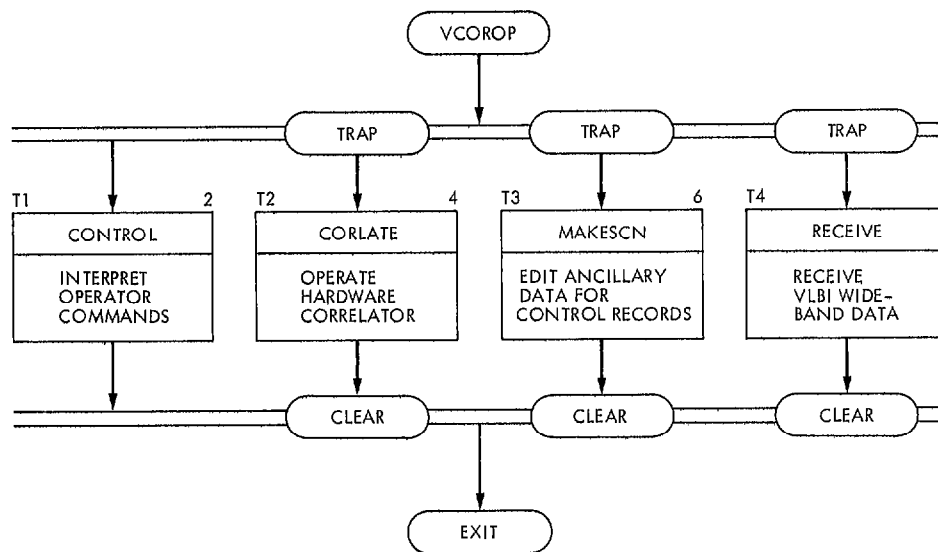 VCOROP
TRAP TRAP TRAP
T1 2 T2 4 T3 6 T4
CONTROL CORLATE MAKESCN RECEIVE
INTERPRET
OPERATOR
COMMANDS
OPERATE
HARDWARE
CORRELATOR
EDIT ANCILLARY
DATA FOR
CONTROL RECORDS
RECEIVE
VLBI WIDE-
BAND DATA
CLEAR CLEAR CLEAR
EXIT